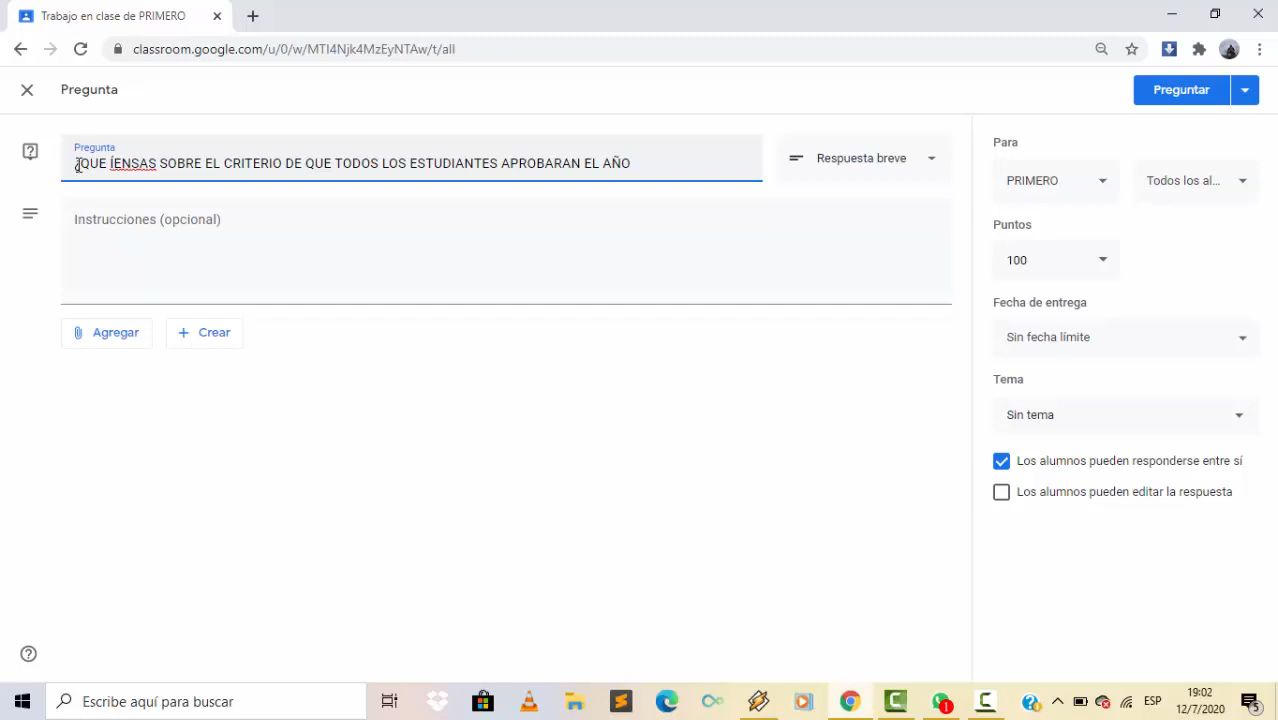 Trabajo en clase de PRIMERO
classroom.google.com/u/0/w/MTI4Njk4MzEyNTAw/t/all
Pregunta
Preguntar
Pregunta
¿QUE ÍENSAS SOBRE EL CRITERIO DE QUE TODOS LOS ESTUDIANTES APROBARAN EL AÑO
Respuesta breve
Instrucciones (opcional)
Agregar
Crear
Para
PRIMERO
Todos los al...
Puntos
100
Fecha de entrega
Sin fecha límite
Tema
Sin tema
Los alumnos pueden responderse entre sí
Los alumnos pueden editar la respuesta
Escribe aquí para buscar
1
ESP
19:02
12/7/2020
5